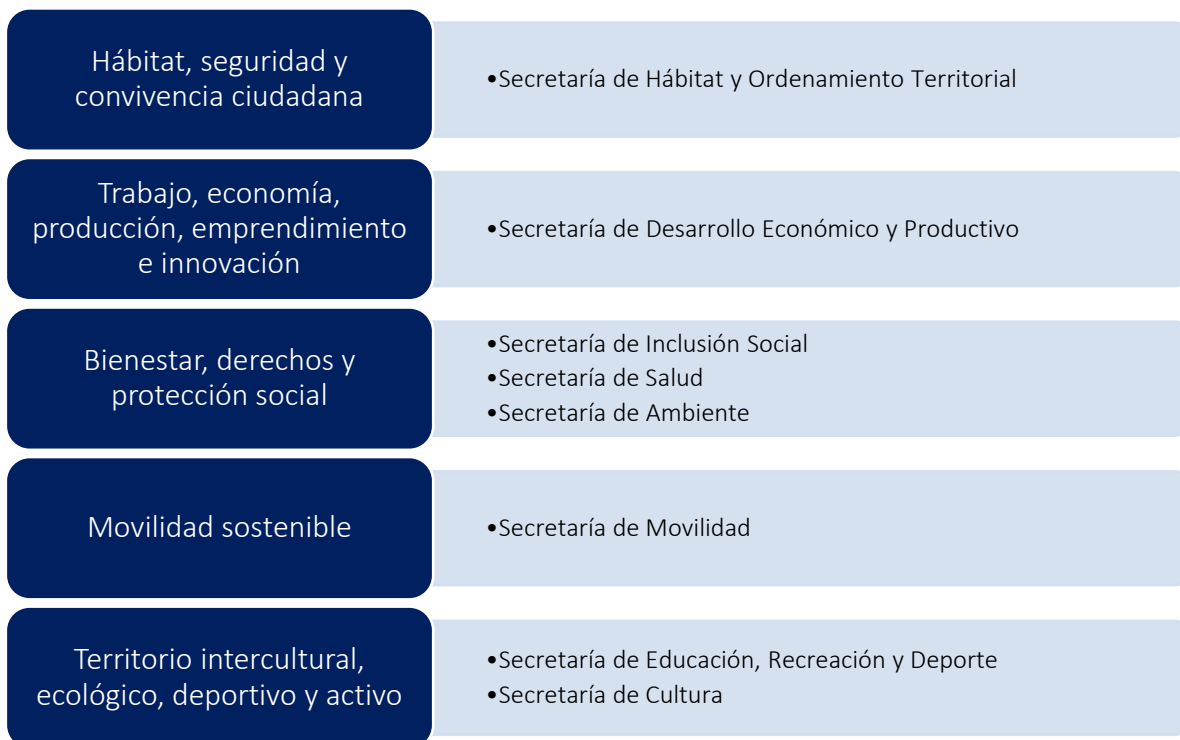 Hábitat, seguridad y
convivencia ciudadana
•Secretaría de Hábitat y Ordenamiento Territorial
Trabajo, economía,
producción, emprendimiento
e innovación
•Secretaría de Desarrollo Económico y Productivo
Bienestar, derechos y
protección social
•Secretaría de Inclusión Social
•Secretaría de Salud
•Secretaría de Ambiente
Movilidad sostenible
•Secretaría de Movilidad
Territorio intercultural,
ecológico, deportivo y activo
•Secretaría de Educación, Recreación y Deporte
•Secretaría de Cultura